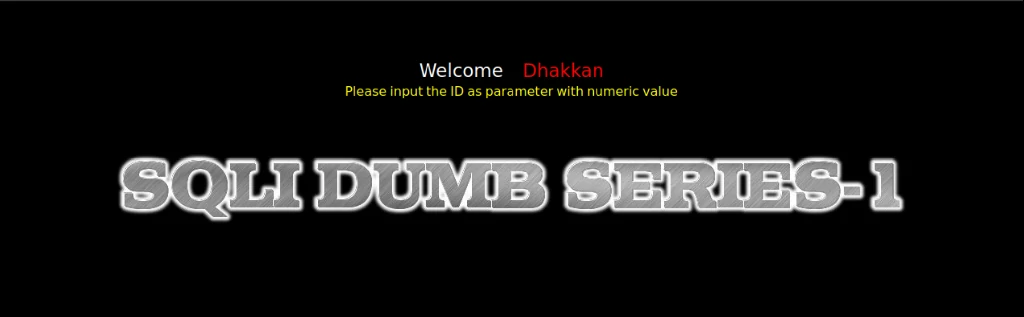 Welcome Dhakkan
Please input the ID as parameter with numeric value
SQLI DUMB SERIES-1